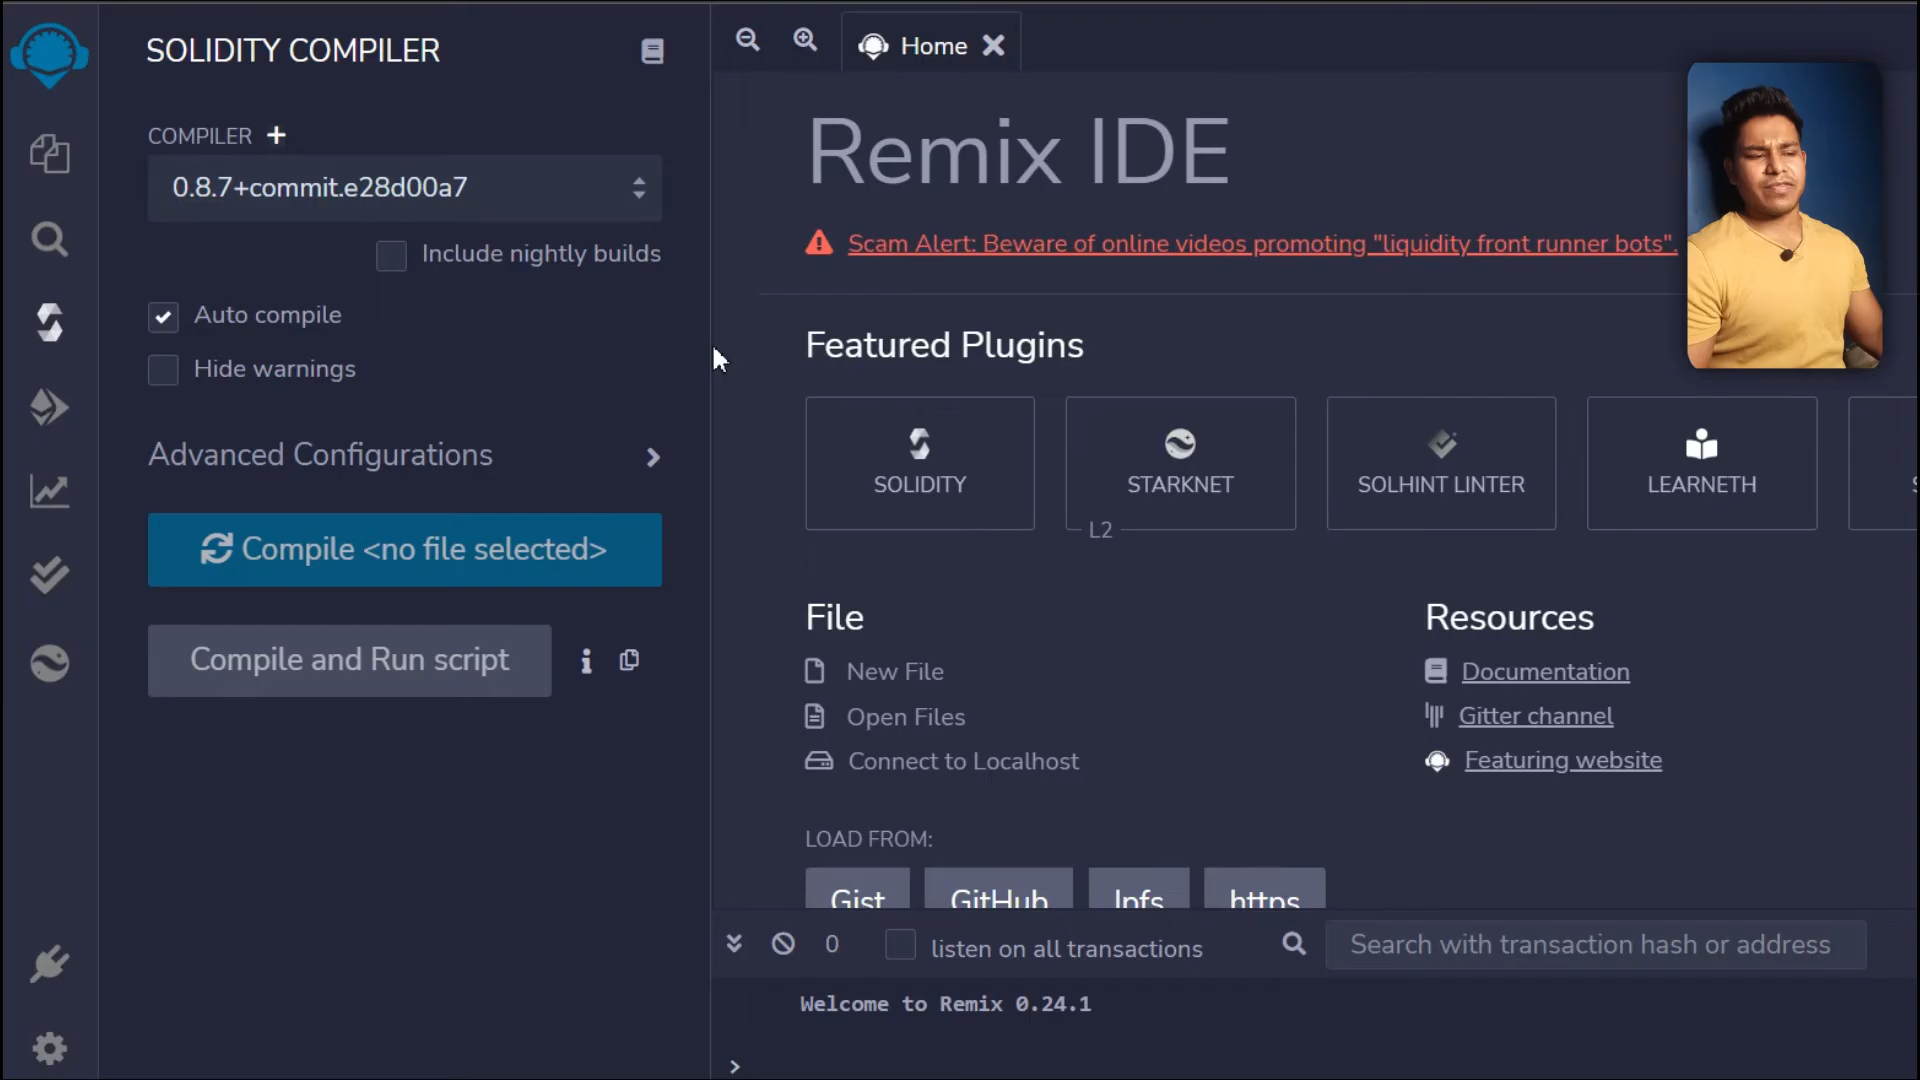 SOLIDITY COMPILER
COMPILER +
0.8.7+commit.e28d00a7
Include nightly builds
Auto compile
Hide warnings
Advanced Configurations
Compile <no file selected>
Compile and Run script
Home
Remix IDE
Scam Alert: Beware of online videos promoting "liquidity front runner bots".
Featured Plugins
SOLIDITY
STARKNET
L2
SOLHINT LINTER
LEARNETH
File
New File
Open Files
Connect to Localhost
Resources
Documentation
Gitter channel
Featuring website
LOAD FROM:
Gist
GitHub
Ipfs
https
0
listen on all transactions
Search with transaction hash or address
Welcome to Remix 0.24.1
>